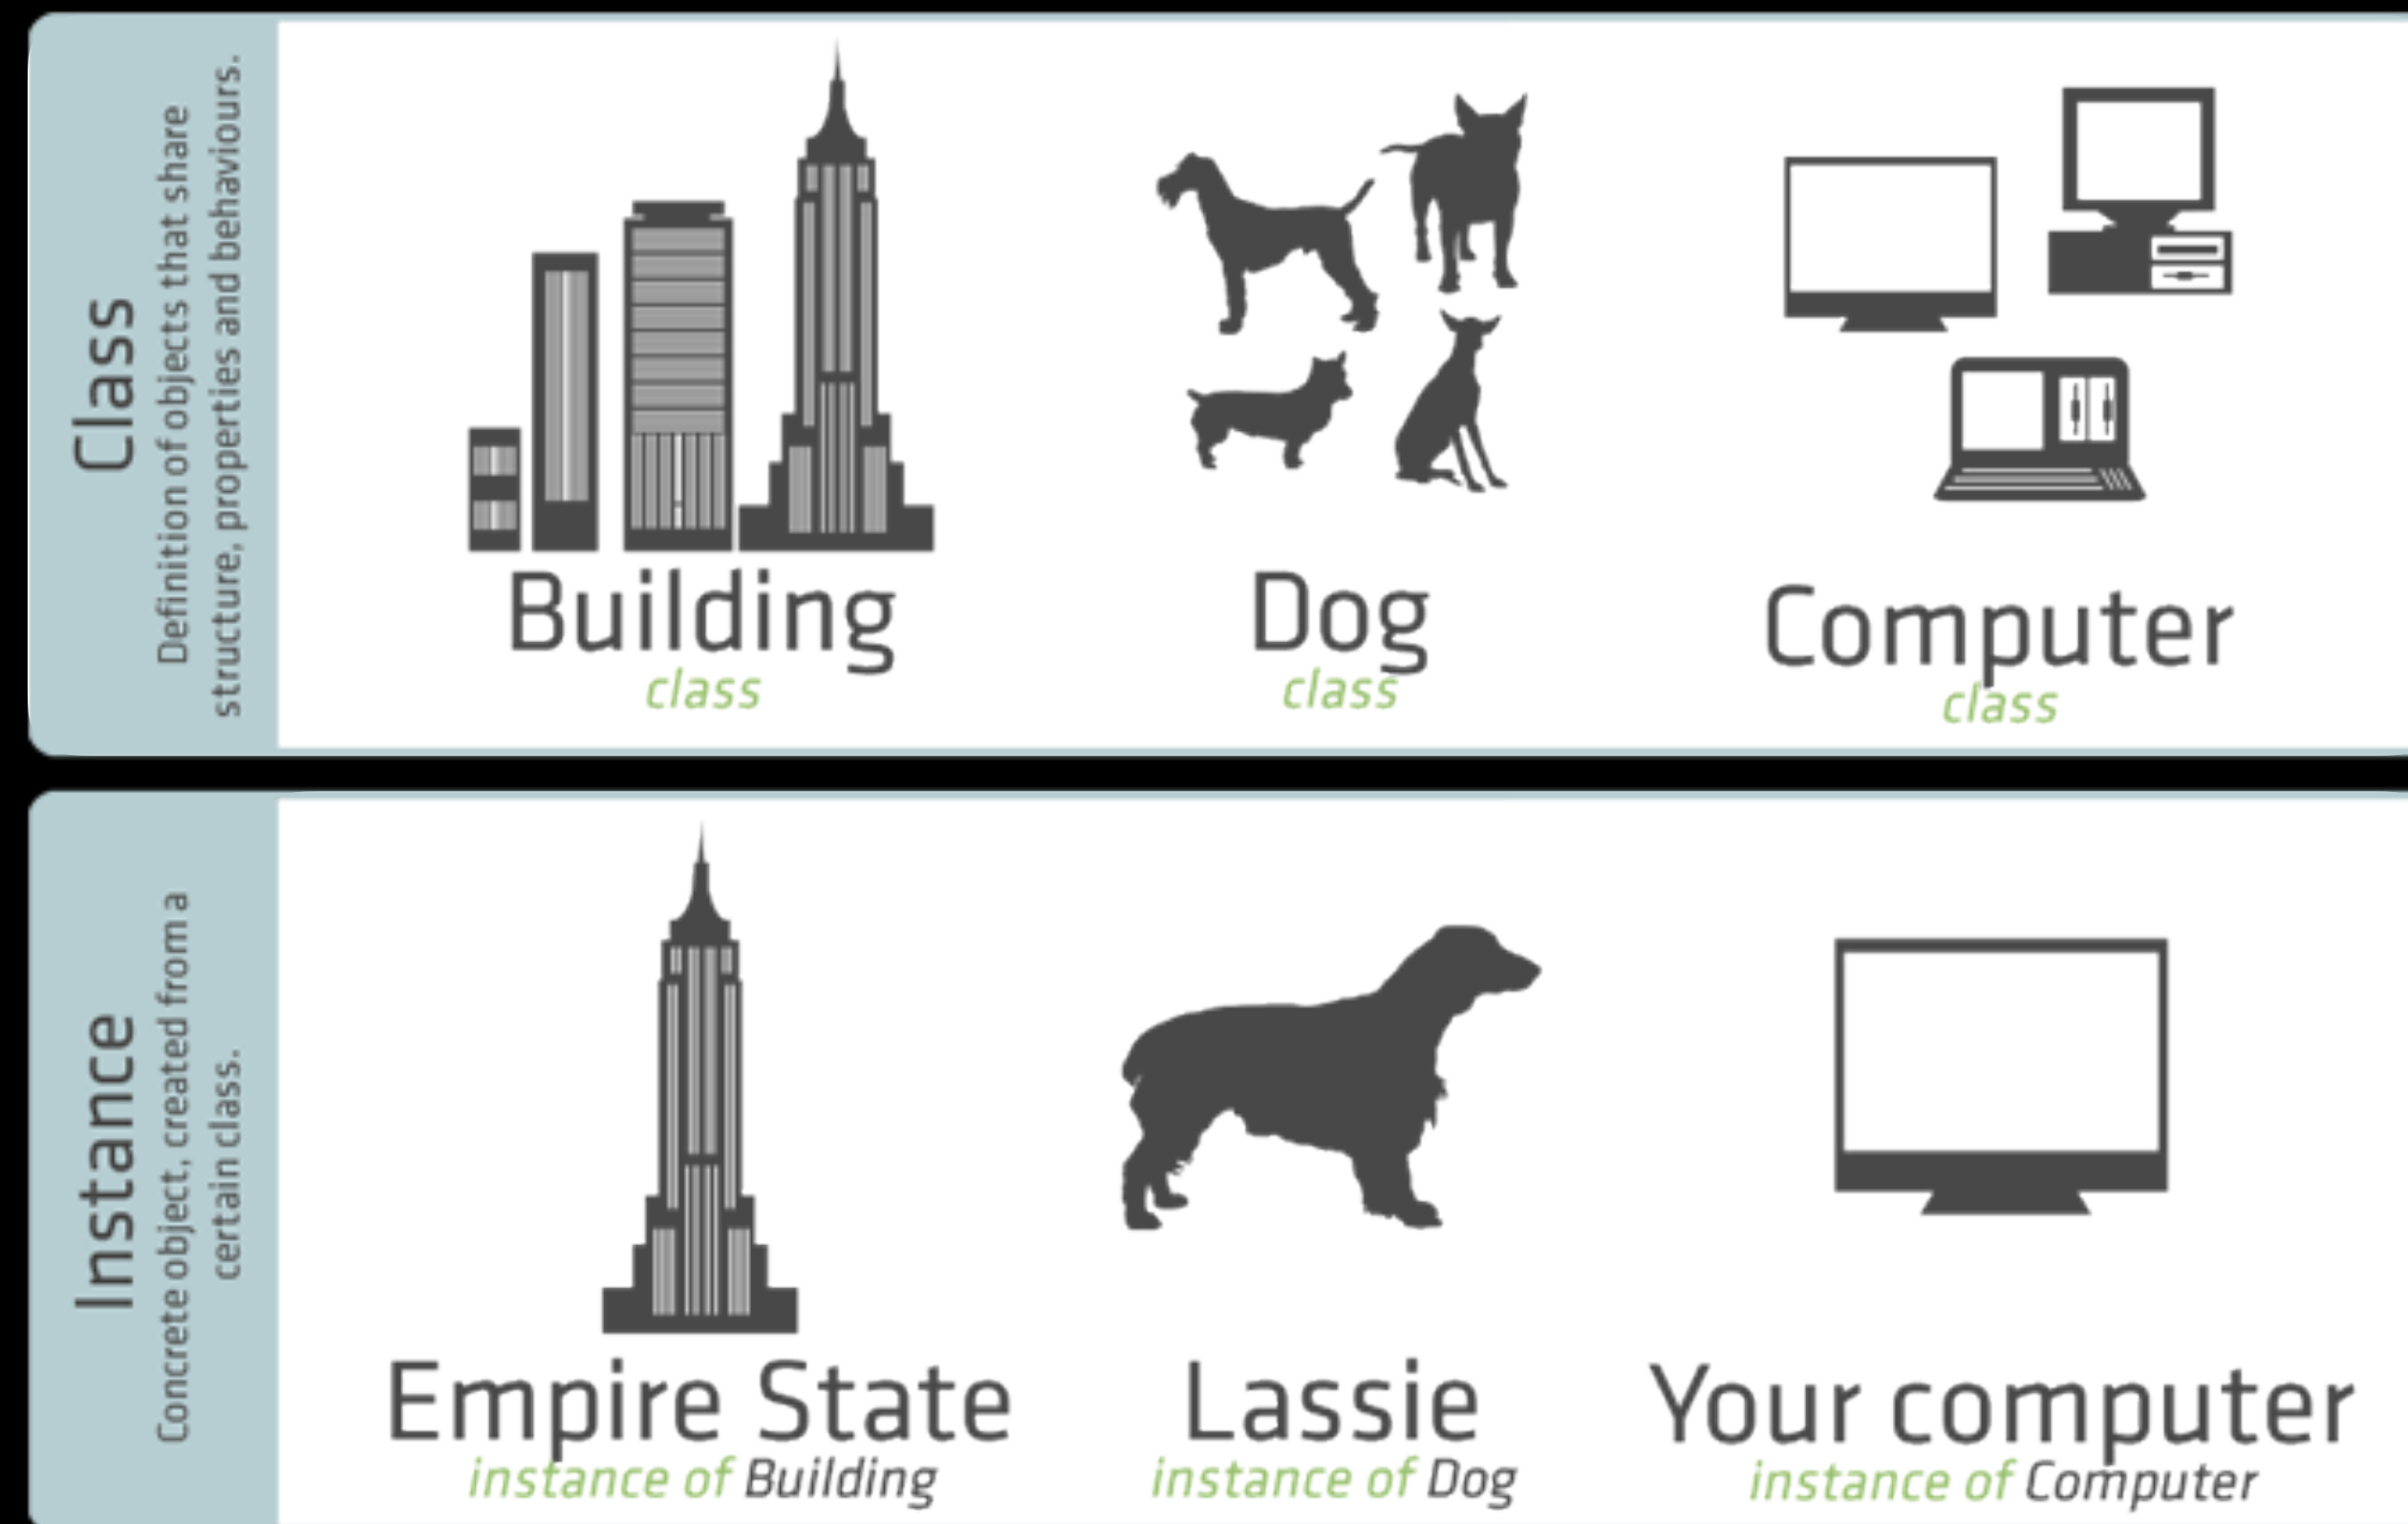 Class
Definition of objects that share
structure, properties and behaviours.
Building
class
Dog
class
Computer
class
Instance
Concrete object, created from a
certain class.
Empire State
instance of Building
Lassie
instance of Dog
Your computer
instance of Computer